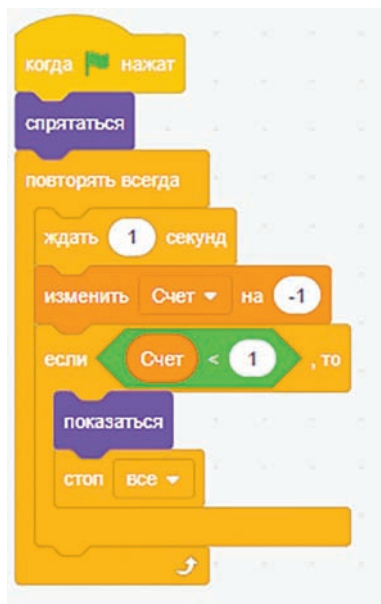 когда нажат
спрятаться
повторять всегда
ждать 1 секунд
изменить Счет на -1
если Счет < 1 , то
показаться
стоп все